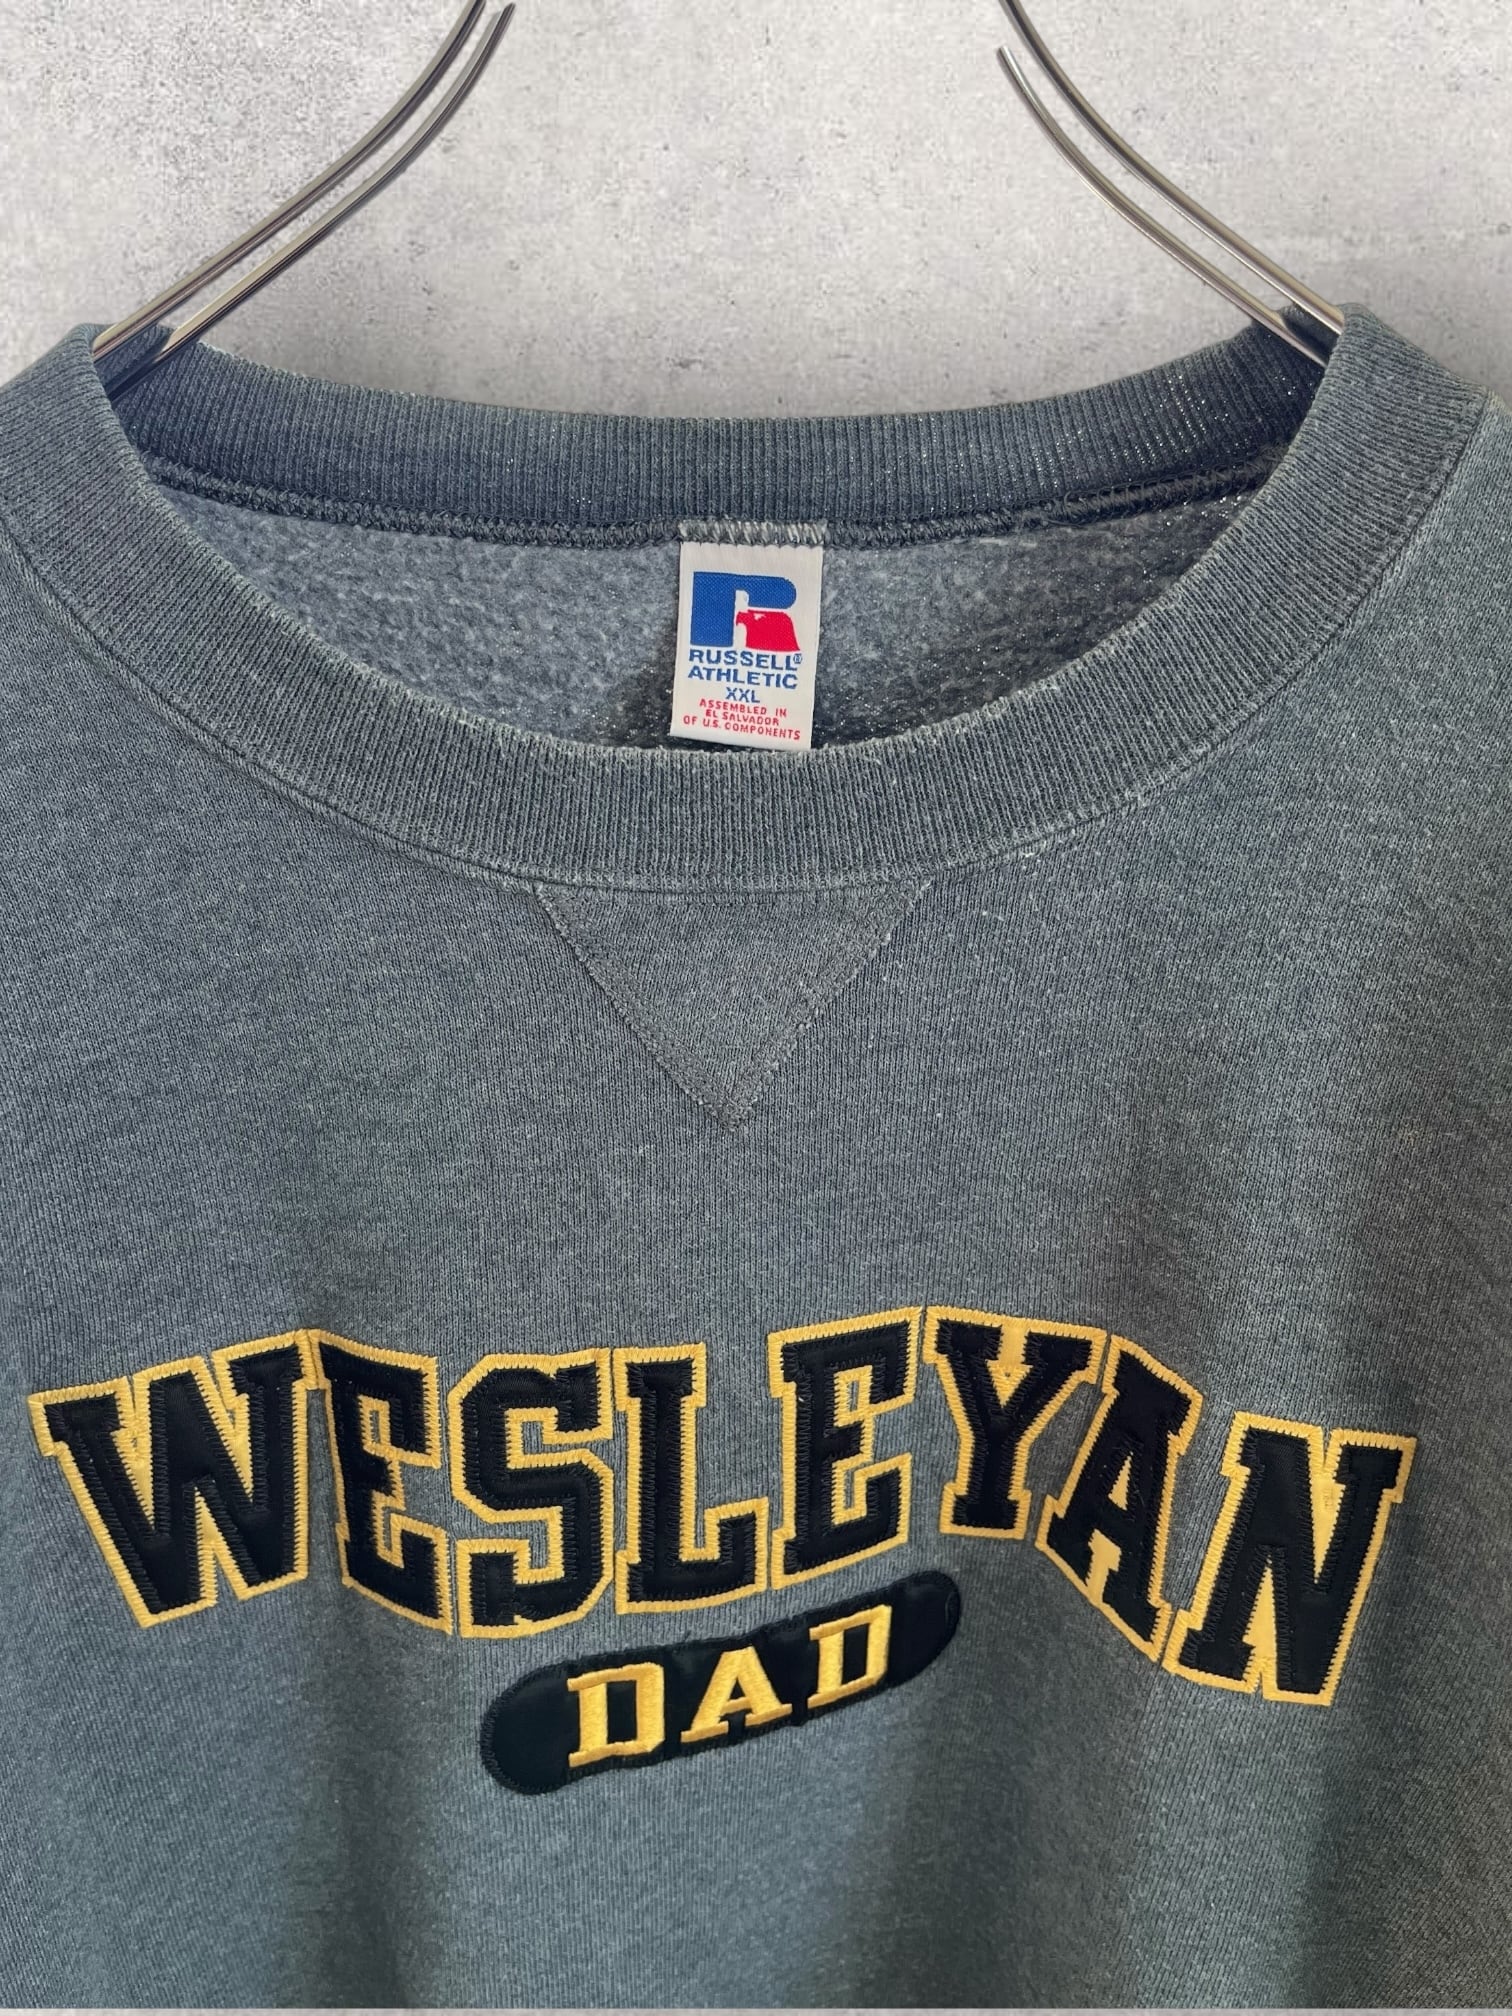 R
RUSSELL®
ATHLETIC
XXL
ASSEMBLED IN
EL SALVADOR
OF U.S. COMPONENTS
WESLEYAN
DAD